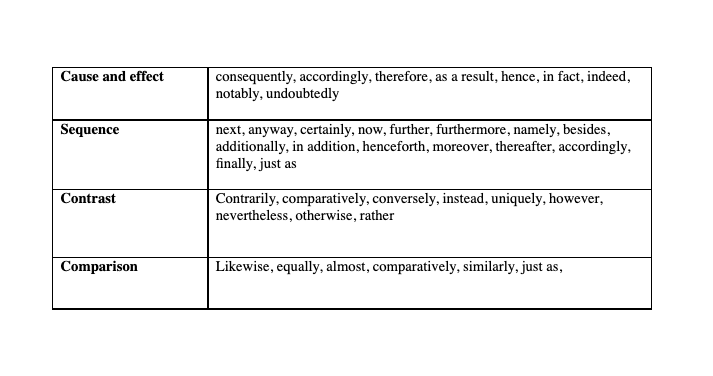 Cause and effect
consequently, accordingly, therefore, as a result, hence, in fact, indeed,
notably, undoubtedly
Sequence
next, anyway, certainly, now, further, furthermore, namely, besides,
additionally, in addition, henceforth, moreover, thereafter, accordingly,
finally, just as
Contrast
Contrarily, comparatively, conversely, instead, uniquely, however,
nevertheless, otherwise, rather
Comparison
Likewise, equally, almost, comparatively, similarly, just as,